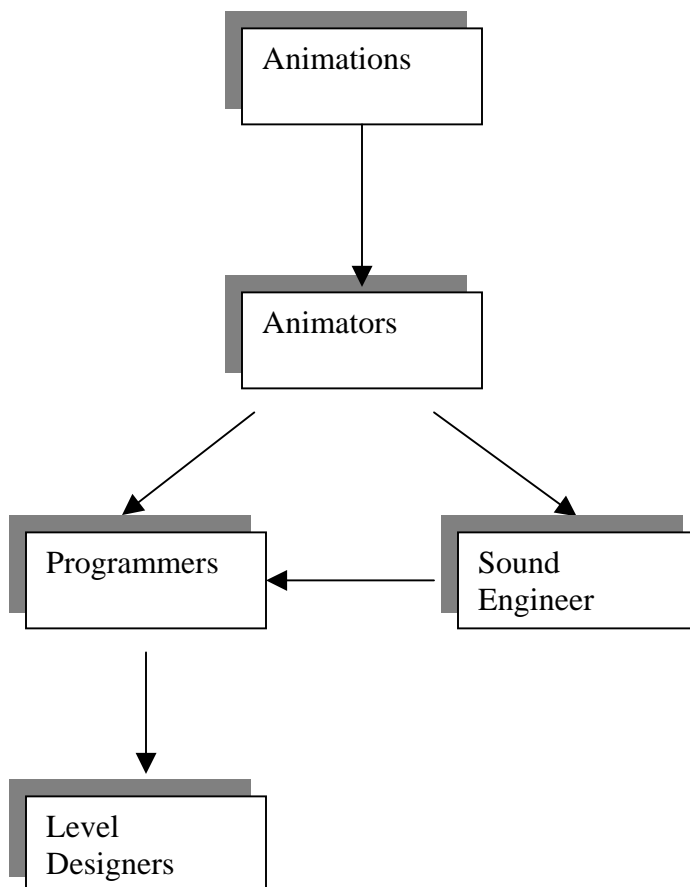 Animations
Animators
Programmers
Sound
Engineer
Level
Designers